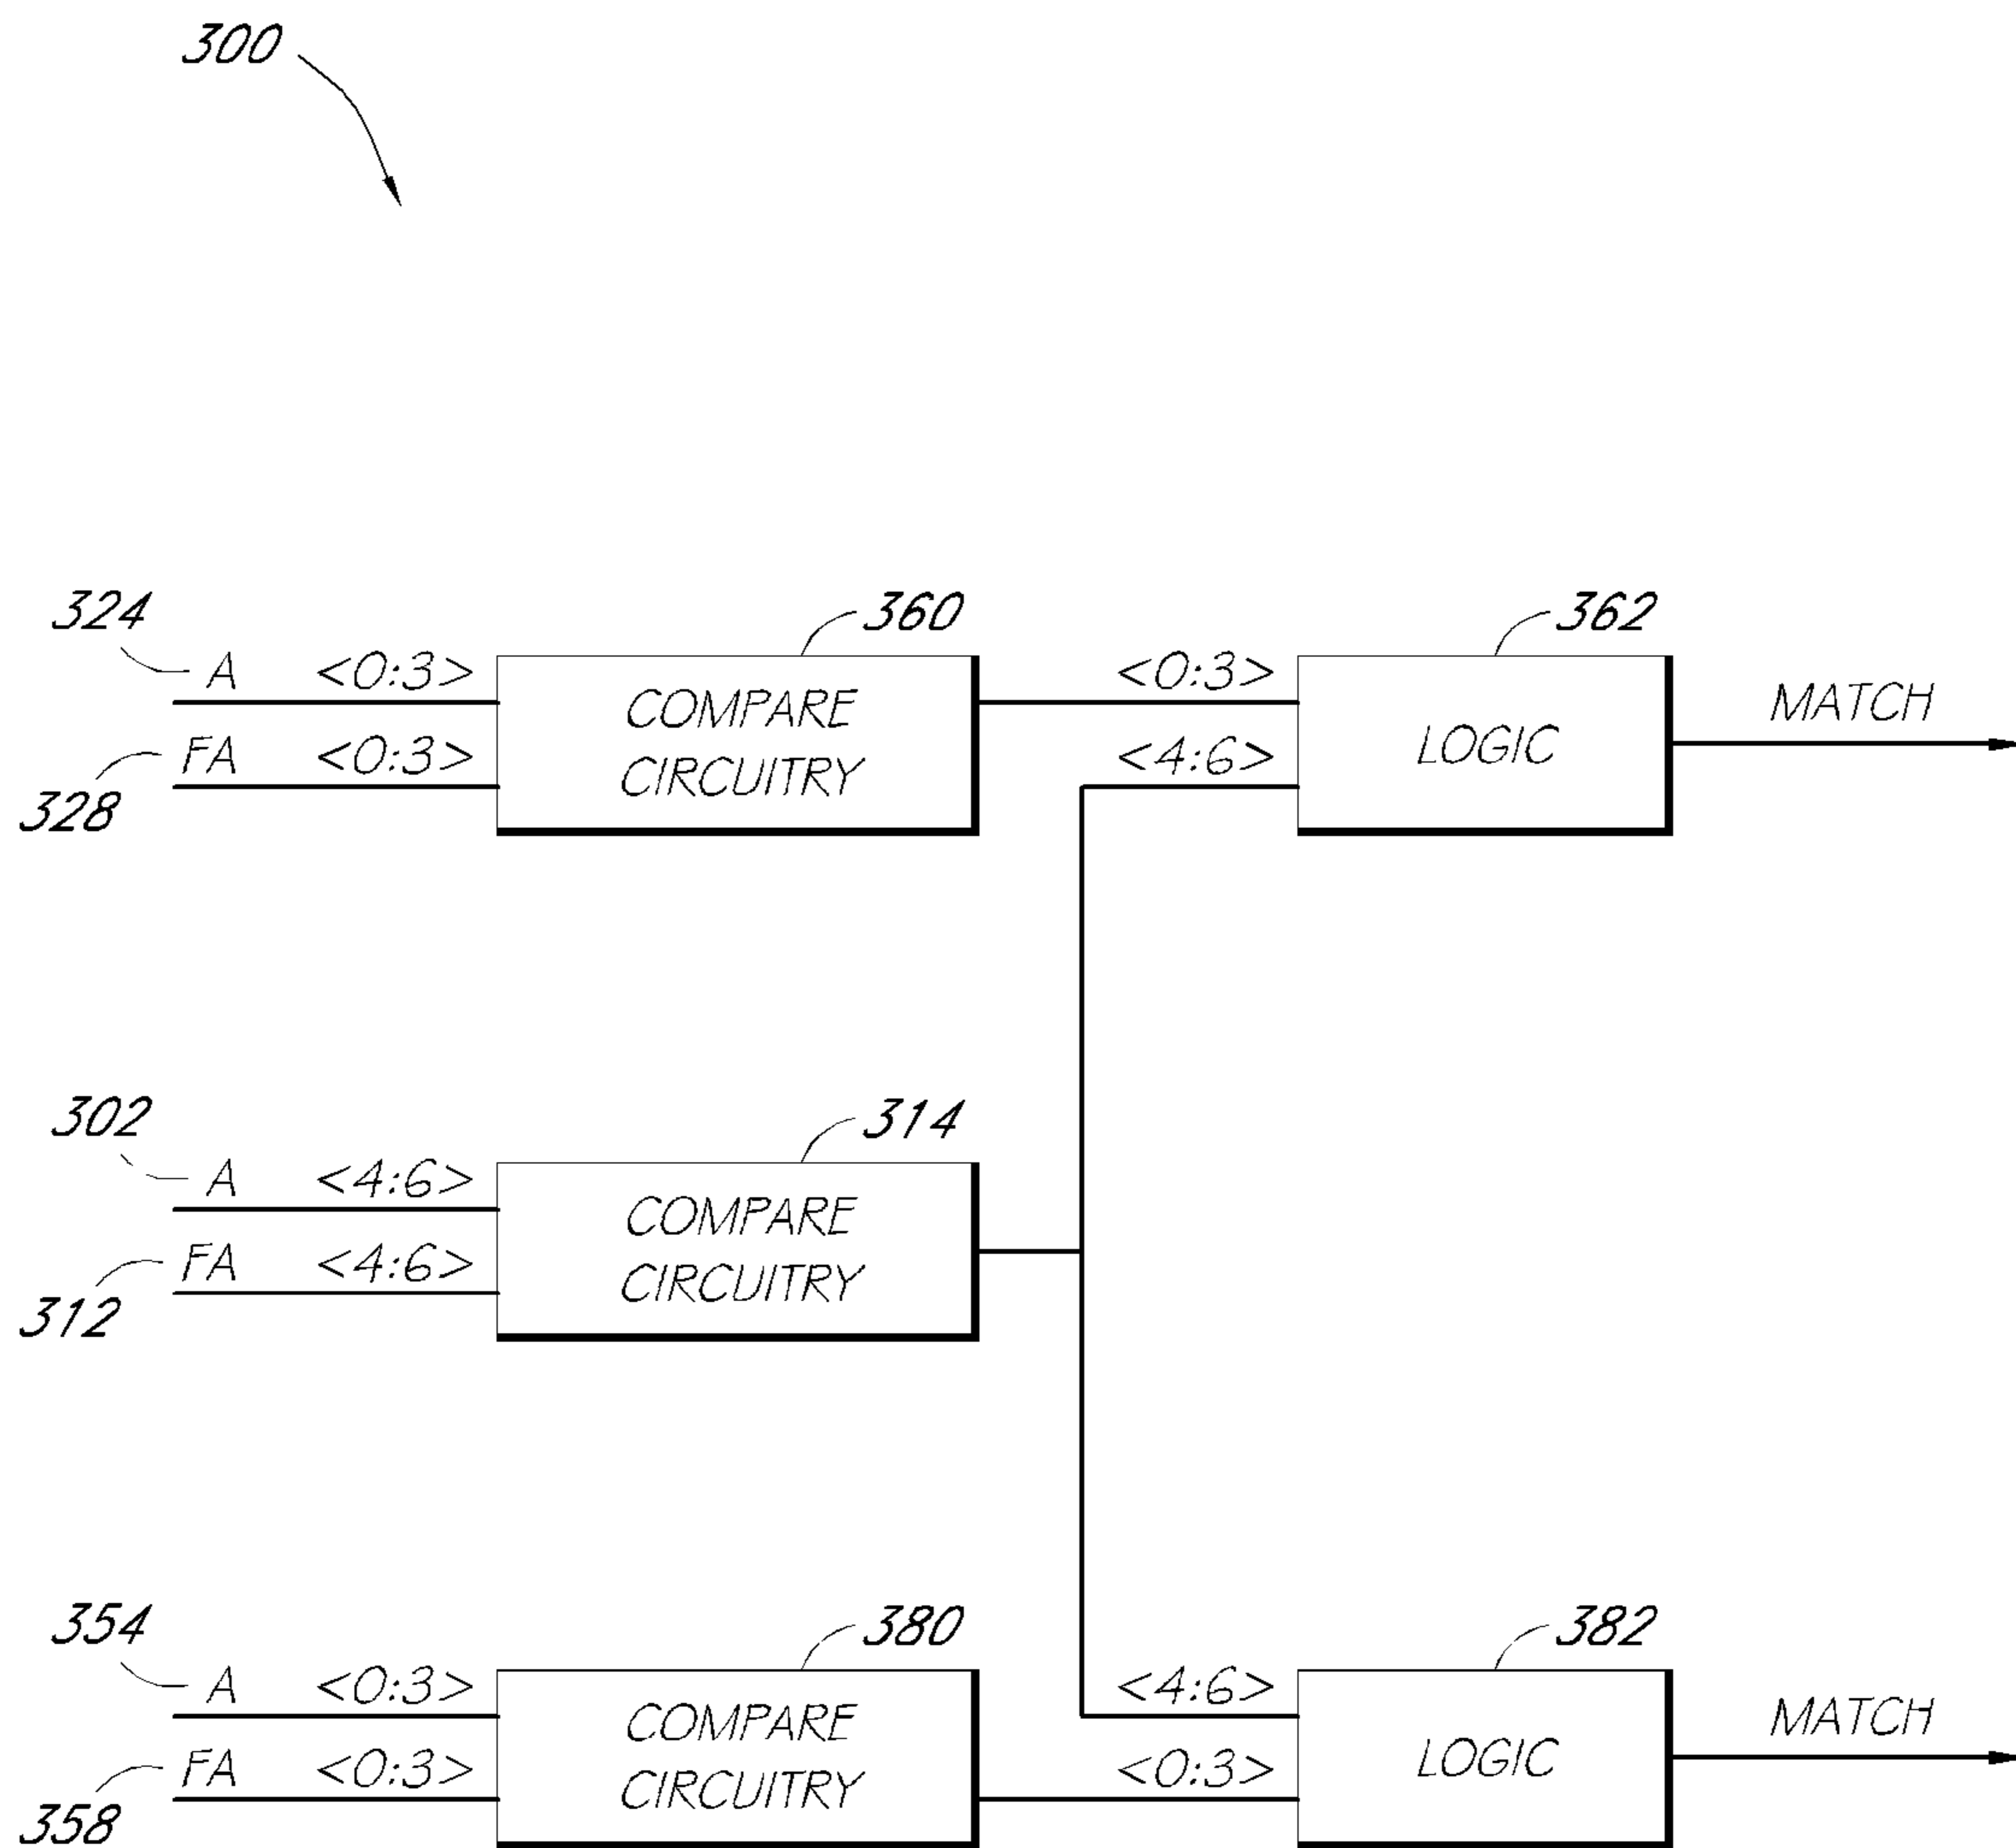 300
324
A <0:3>
FA <0:3>
328
360
COMPARE
CIRCUITRY
<0:3>
<4:6>
362
LOGIC
MATCH
302
A <4:6>
FA <4:6>
312
314
COMPARE
CIRCUITRY
354
A <0:3>
FA <0:3>
358
380
COMPARE
CIRCUITRY
<4:6>
<0:3>
382
LOGIC
MATCH